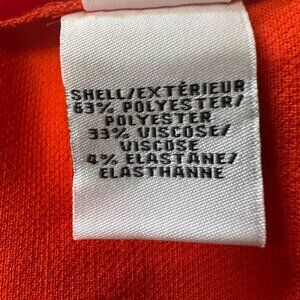 SHELL/EXTÉRIEUR
63% POLYESTER/
POLYESTER
33% VISCOSE/
VISCOSE
4% ELASTANE/
ELASTHANNE